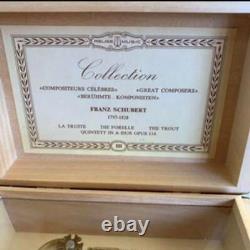 REUGE MUSIC
Collection
«COMPOSITEURS CÉLÈBRES» «GREAT COMPOSERS»
«BERÜHMTE KOMPONISTEN»
FRANZ SCHUBERT
1797-1828
LA TRUITE DIE FORELLE THE TROUT
QUINTETT IN A-DUR OPUS 114
III